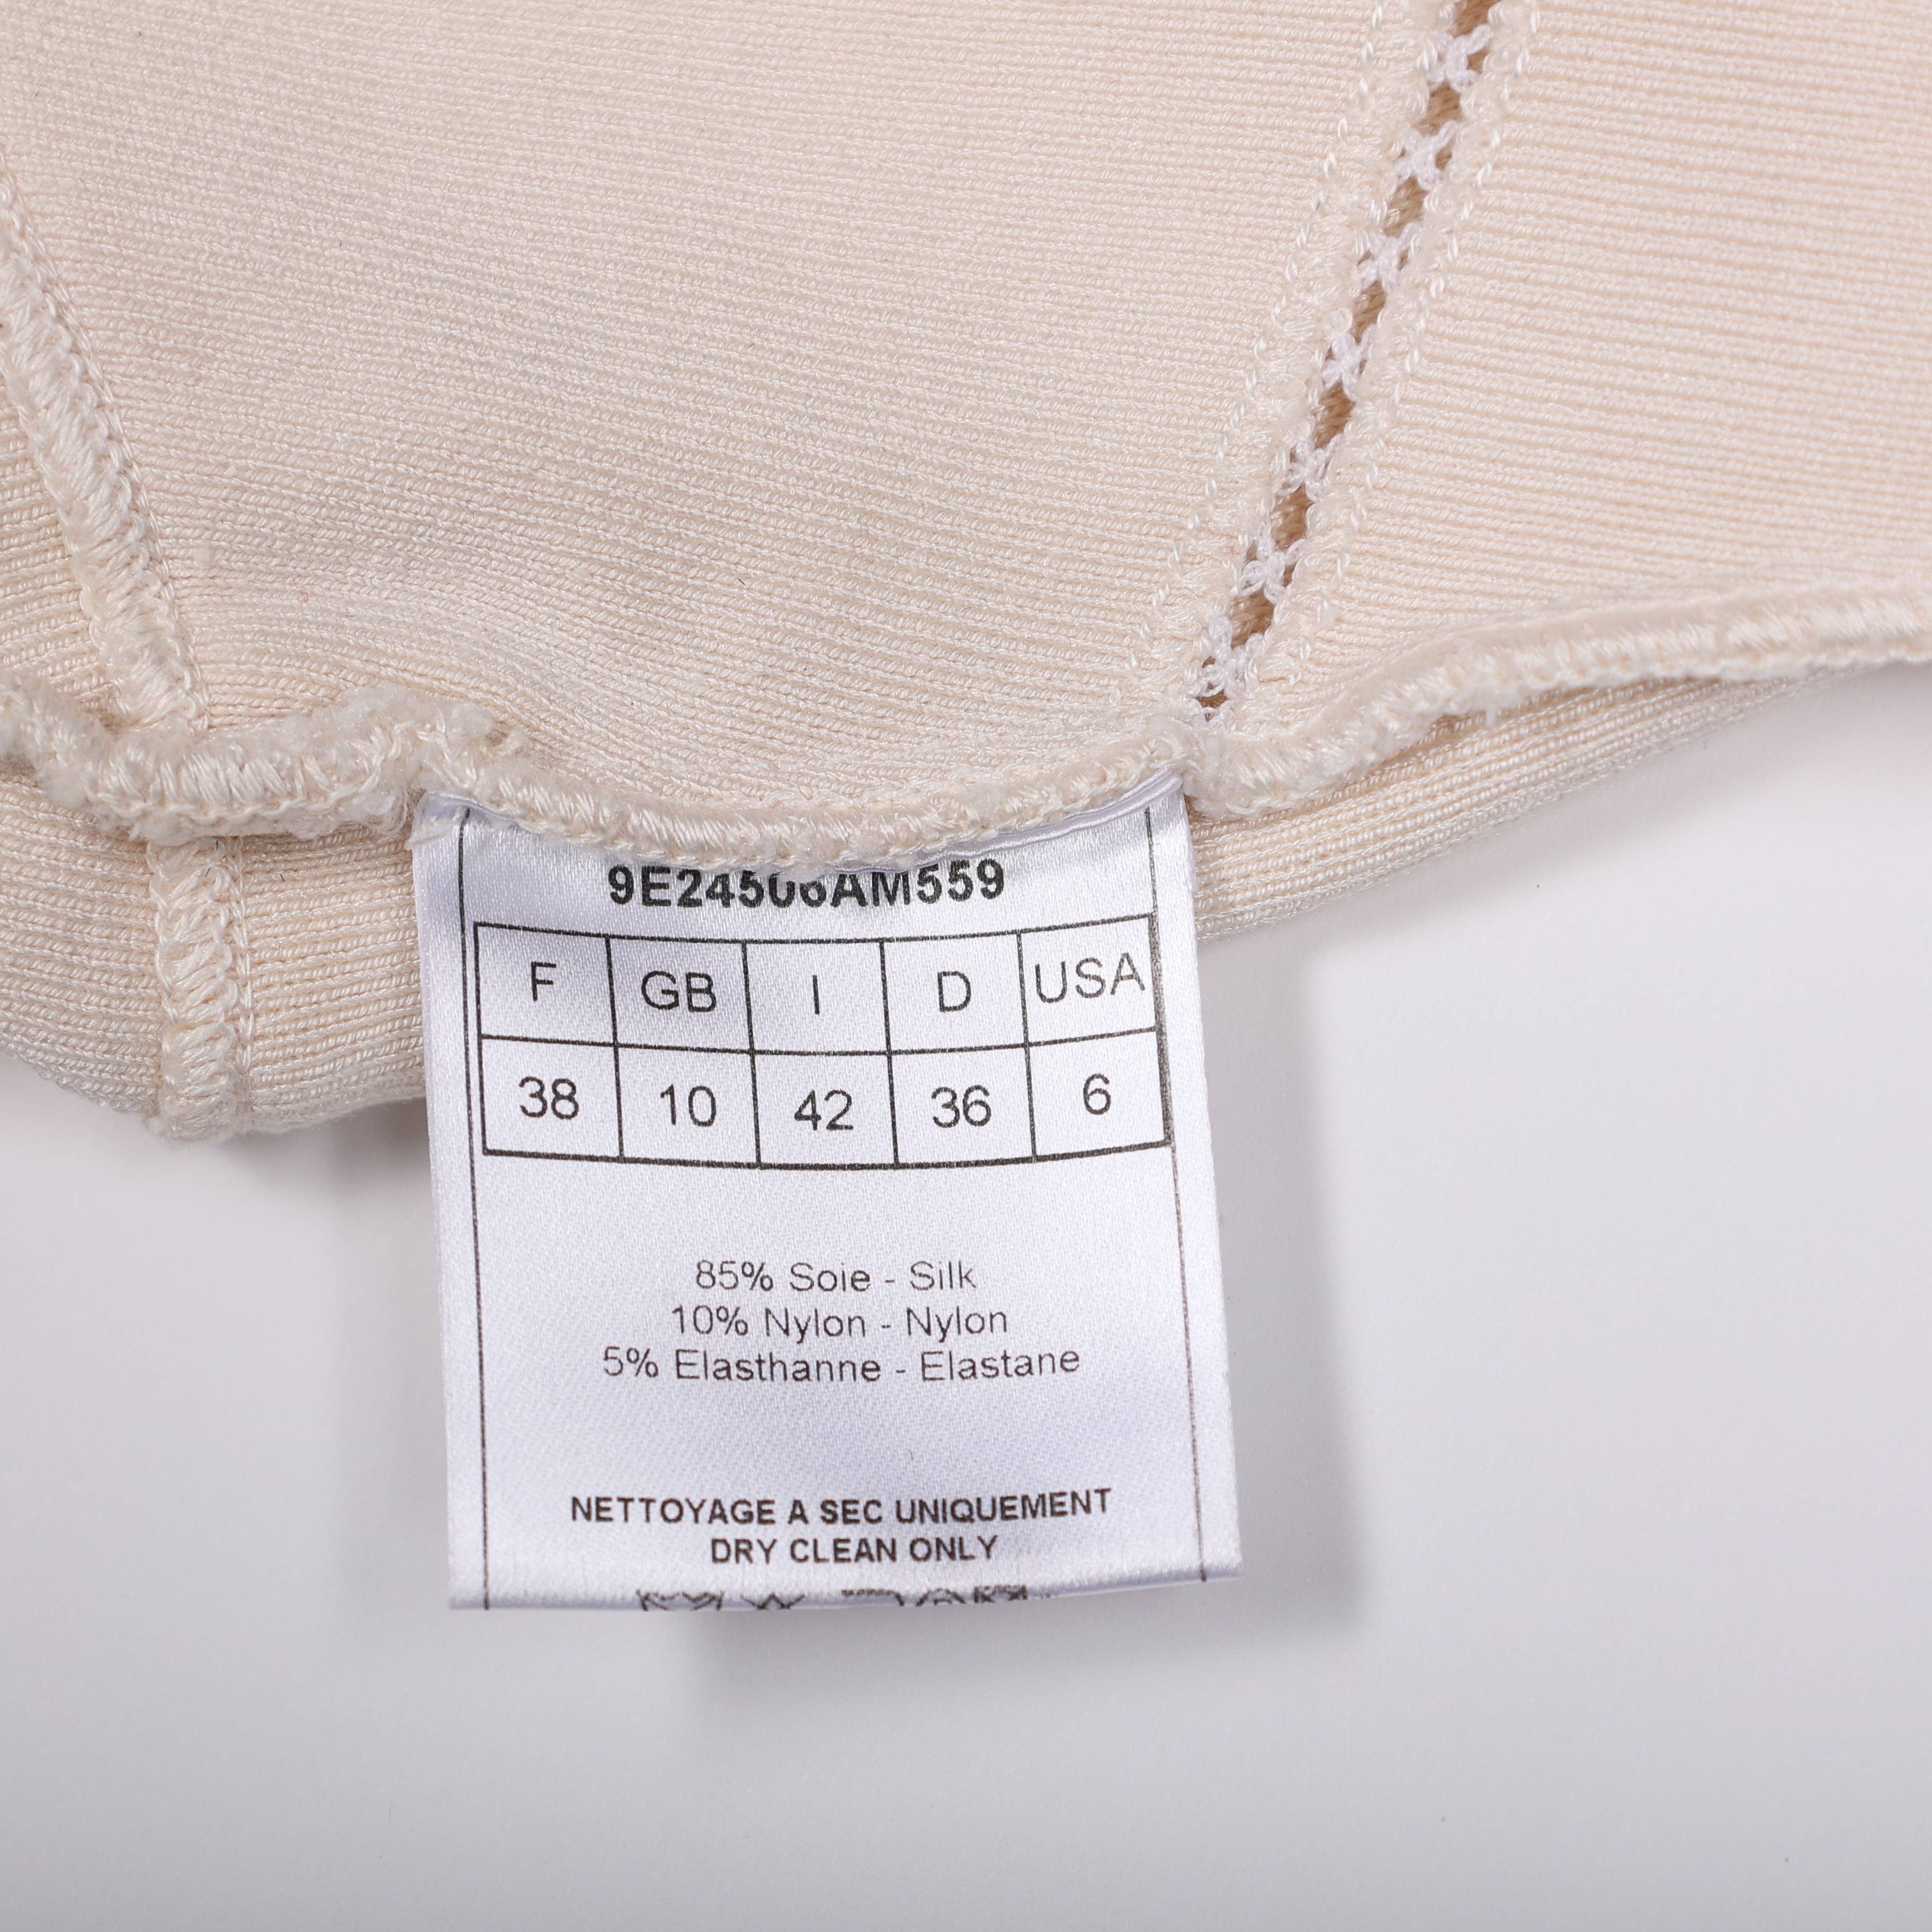 9E24506AM559
F GB I D USA
38 10 42 36 6
85% Soie - Silk
10% Nylon - Nylon
5% Elasthanne - Elastane
NETTOYAGE A SEC UNIQUEMENT
DRY CLEAN ONLY